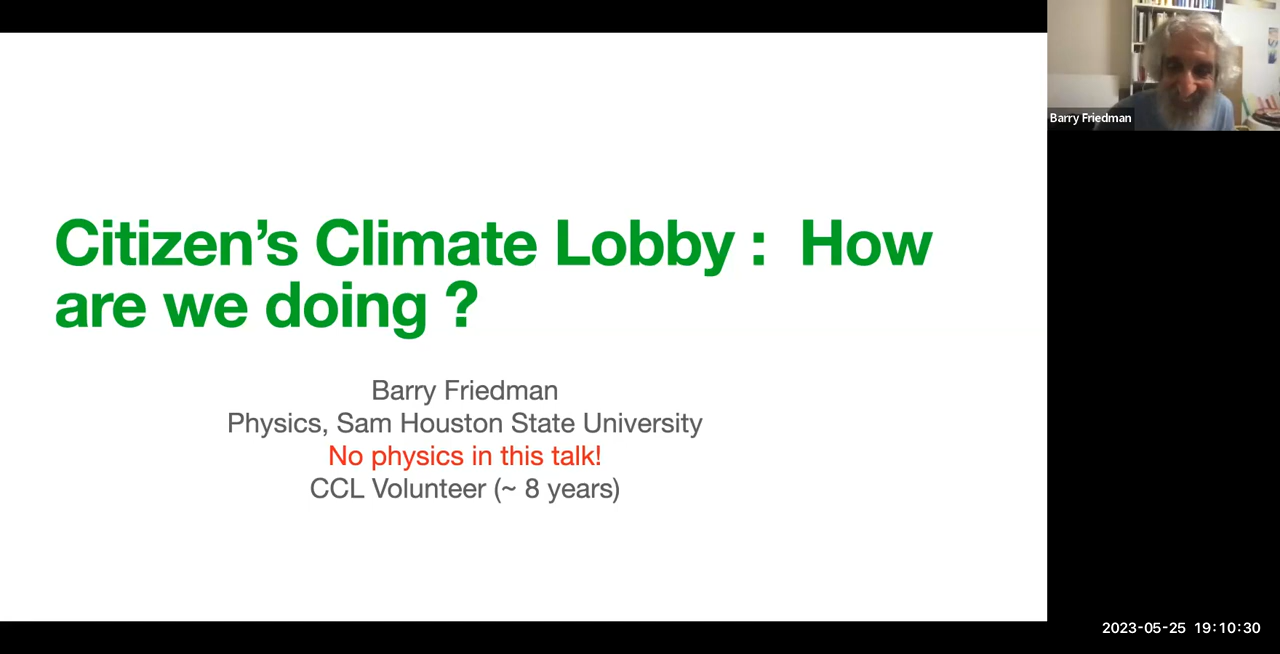 Citizen’s Climate Lobby : How
are we doing ?
Barry Friedman
Physics, Sam Houston State University
No physics in this talk!
CCL Volunteer (~ 8 years)
Barry Friedman
2023-05-25 19:10:30